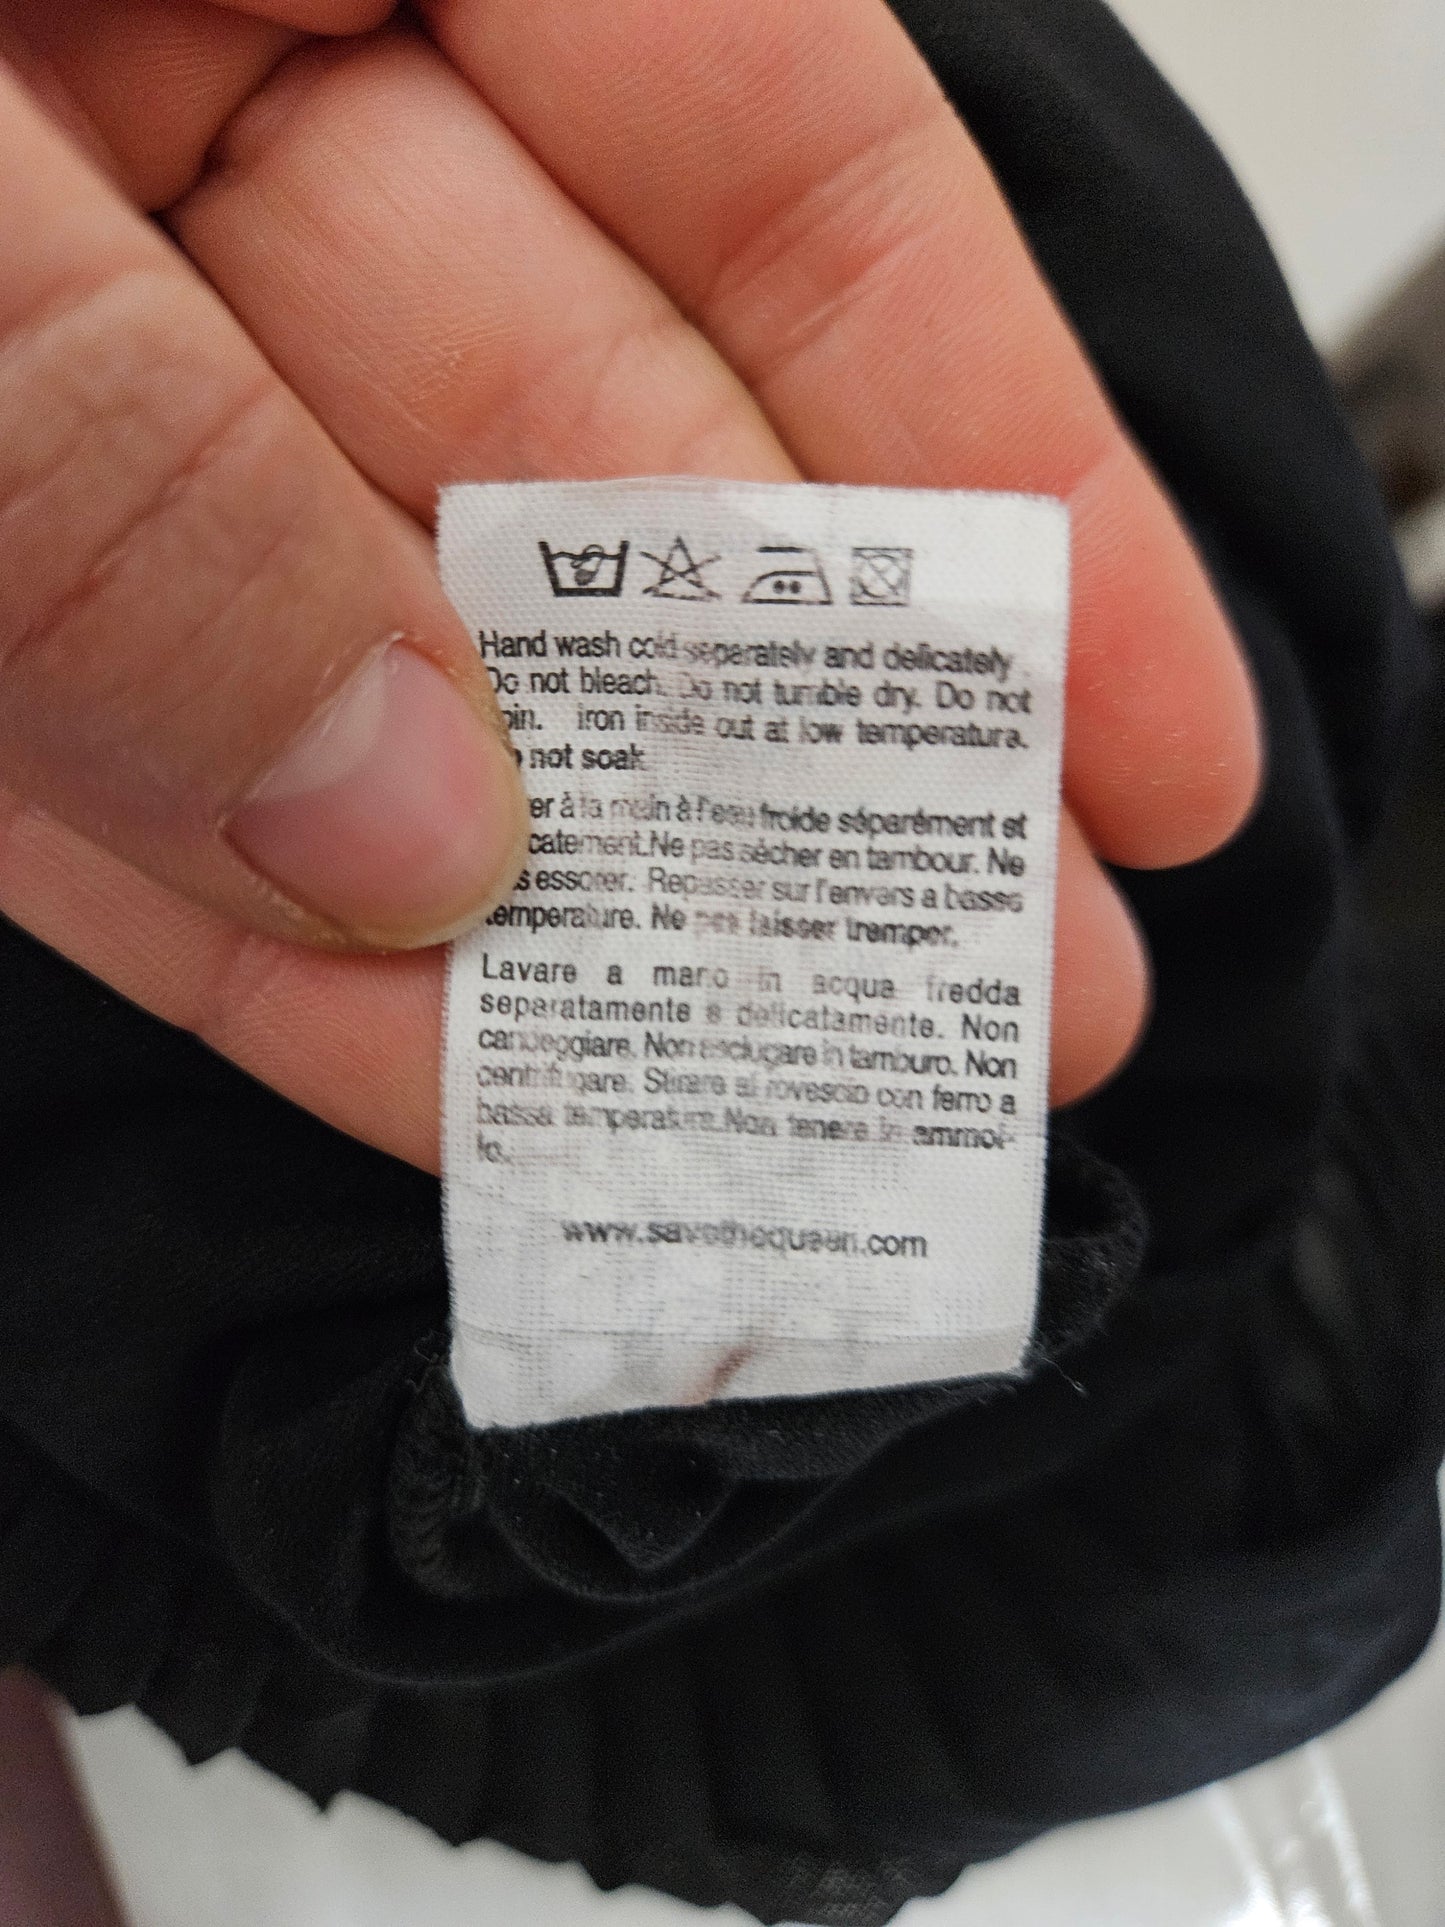 Hand wash cold separately and delicately.
Do not bleach. Do not tumble dry. Do not
pin. iron inside out at low temperatura.
not soak.
er à la main à l'eau froide séparément et
catement.Ne pas sécher en tambour. Ne
s essorer. Repasser sur l'envers a basse
temperature. Ne pas laisser tremper.
Lavare a mano in acqua fredda
separatamente e delicatamente. Non
candeggiare. Non asciugare in tamburo. Non
centrifugare. Stirare al rovescio con ferro a
bassa temperatura.Non tenere in ammol-
lo.
www.savethequeen.com